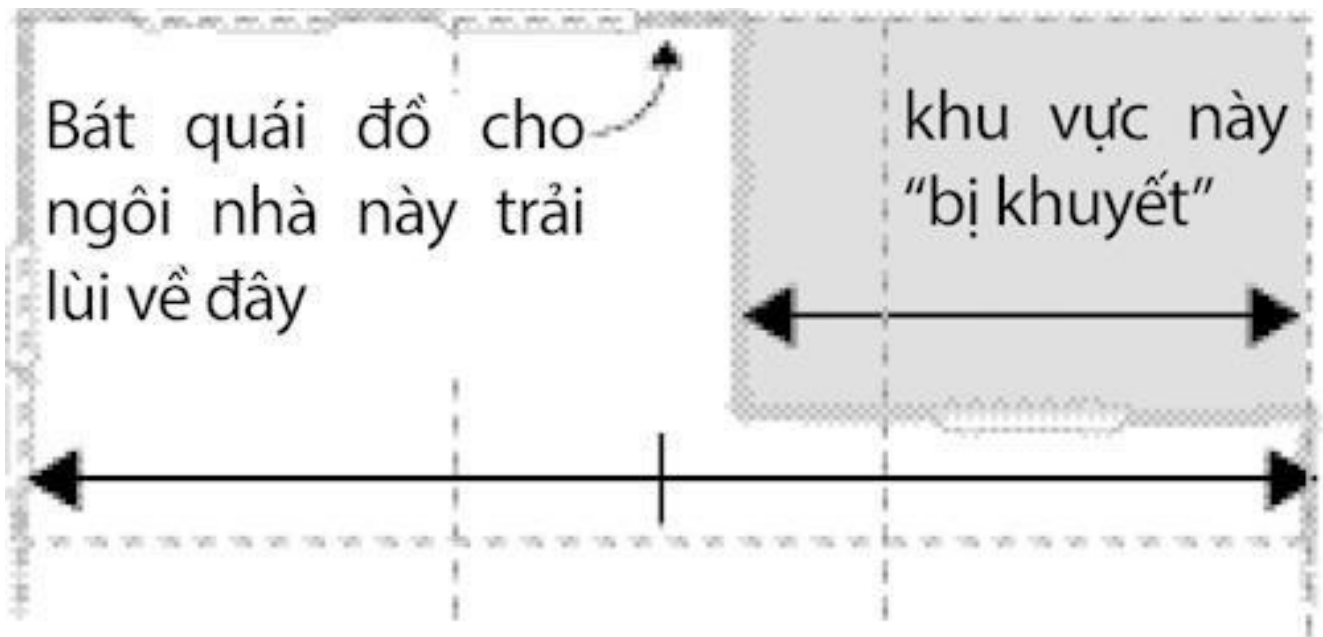 Bát quái đồ cho
ngôi nhà này trải
lùi về đây
khu vực này
“bị khuyết”